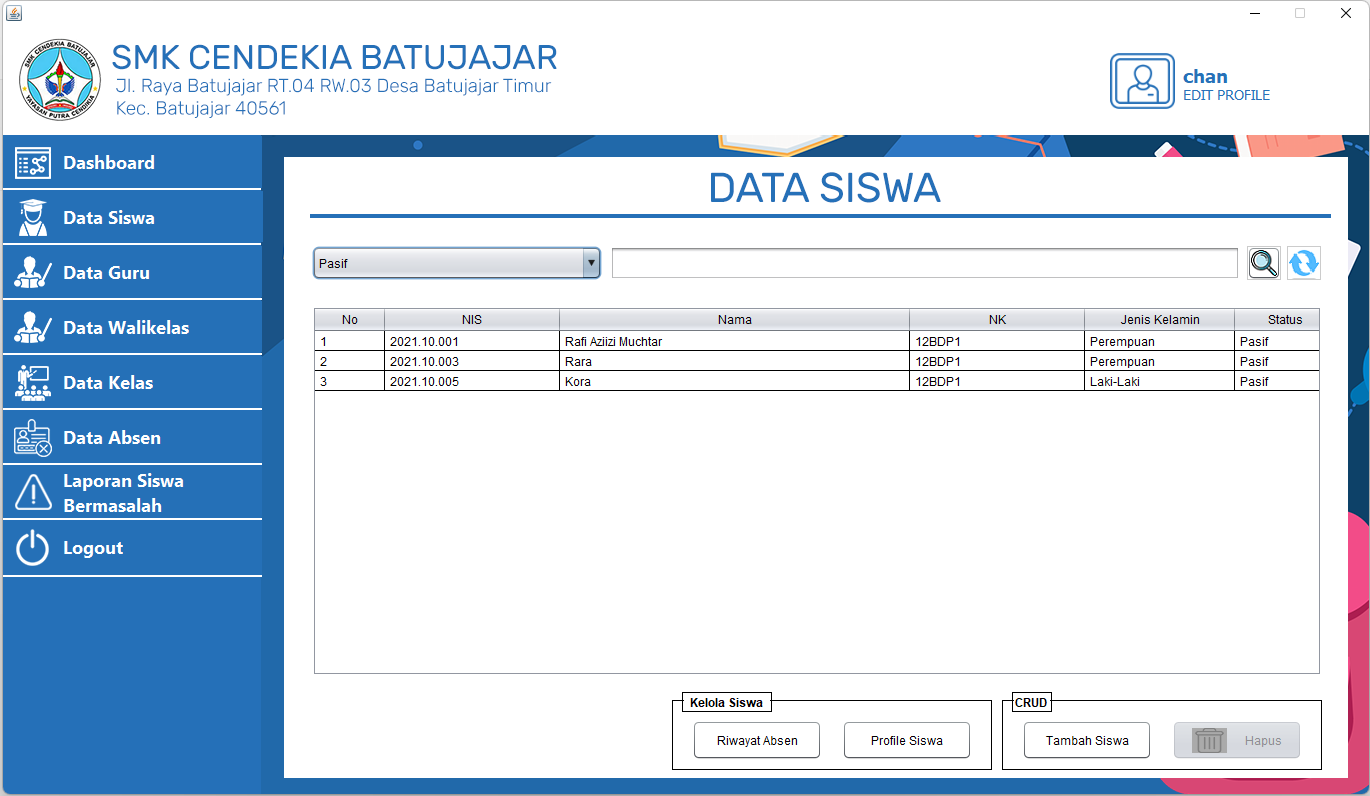 SMK CENDEKIA BATUJAJAR
YAYASAN PUTRA CENDIKIA
SMK CENDEKIA BATUJAJAR
Jl. Raya Batujajar RT.04 RW.03 Desa Batujajar Timur
Kec. Batujajar 40561
chan
EDIT PROFILE
Dashboard
Data Siswa
Data Guru
Data Walikelas
Data Kelas
Data Absen
Laporan Siswa
Bermasalah
Logout
DATA SISWA
Pasif
No NIS Nama NK Jenis Kelamin Status
1 2021.10.001 Rafi Aziizi Muchtar 12BDP1 Perempuan Pasif
2 2021.10.003 Rara 12BDP1 Perempuan Pasif
3 2021.10.005 Kora 12BDP1 Laki-Laki Pasif
Kelola Siswa
Riwayat Absen Profile Siswa
CRUD
Tambah Siswa Hapus